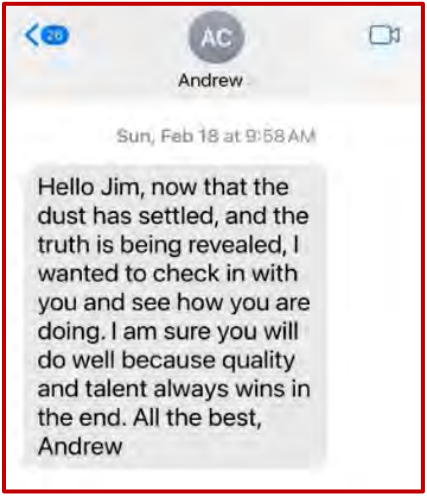 26
AC
Andrew
Sun, Feb 18 at 9:58 AM
Hello Jim, now that the
dust has settled, and the
truth is being revealed, I
wanted to check in with
you and see how you are
doing. I am sure you will
do well because quality
and talent always wins in
the end. All the best,
Andrew